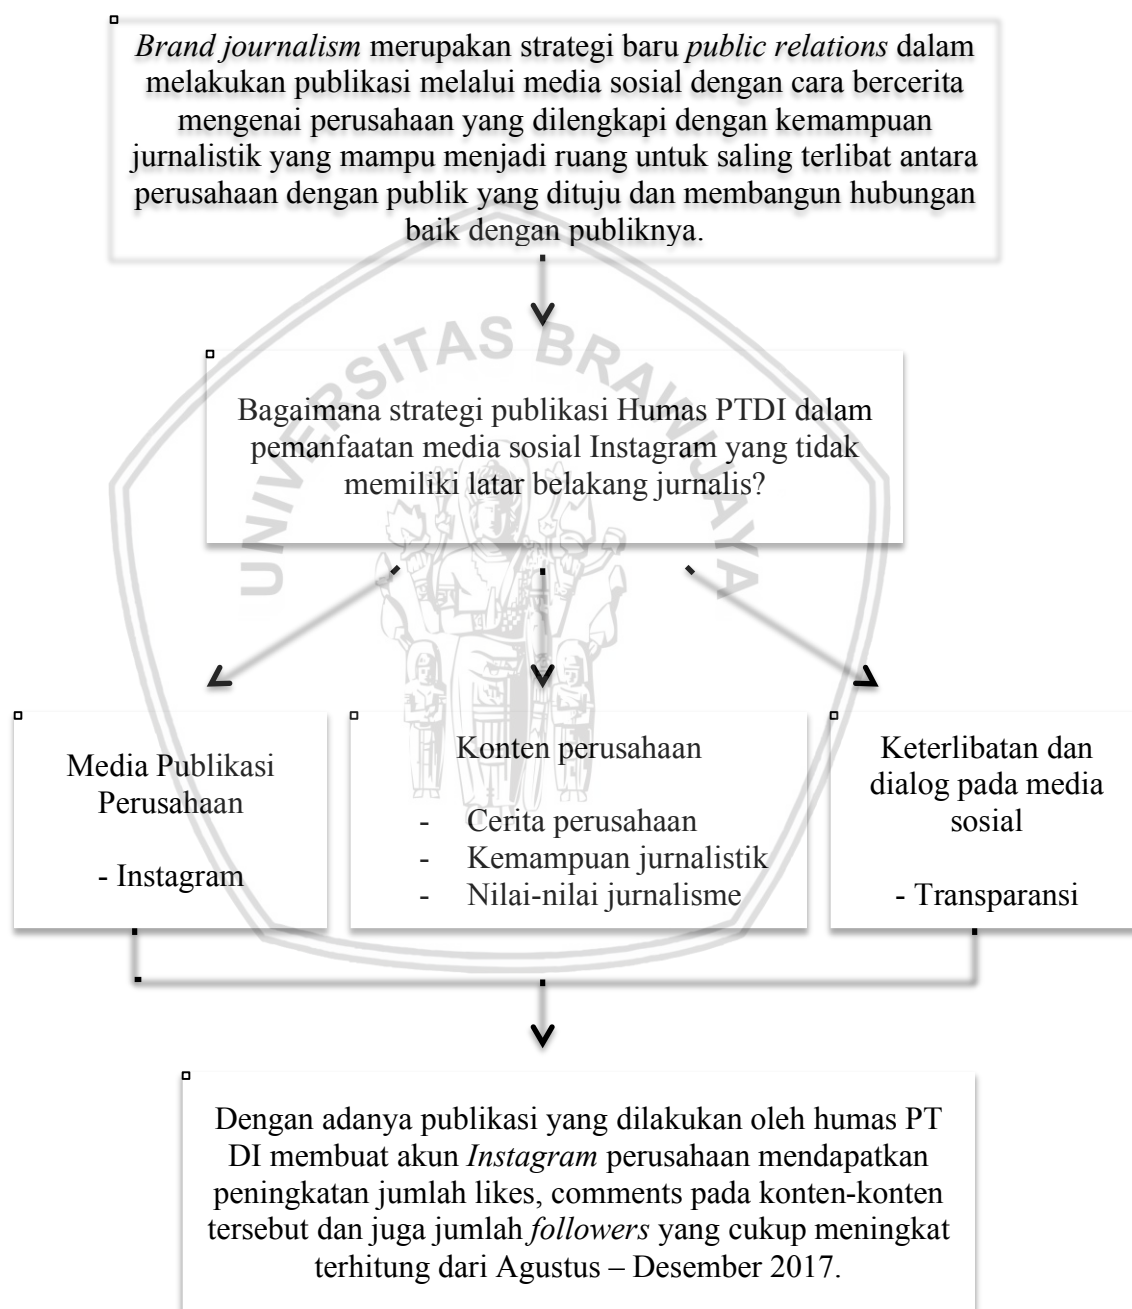 Brand journalism merupakan strategi baru public relations dalam
melakukan publikasi melalui media sosial dengan cara bercerita
mengenai perusahaan yang dilengkapi dengan kemampuan
jurnalistik yang mampu menjadi ruang untuk saling terlibat antara
perusahaan dengan publik yang dituju dan membangun hubungan
baik dengan publiknya.
UNIVERSITAS BRAWIJAYA
Bagaimana strategi publikasi Humas PTDI dalam
pemanfaatan media sosial Instagram yang tidak
memiliki latar belakang jurnalis?
Media Publikasi
Perusahaan
- Instagram
Konten perusahaan
- Cerita perusahaan
- Kemampuan jurnalistik
- Nilai-nilai jurnalisme
Keterlibatan dan
dialog pada media
sosial
- Transparansi
Dengan adanya publikasi yang dilakukan oleh humas PT
DI membuat akun Instagram perusahaan mendapatkan
peningkatan jumlah likes, comments pada konten-konten
tersebut dan juga jumlah followers yang cukup meningkat
terhitung dari Agustus – Desember 2017.